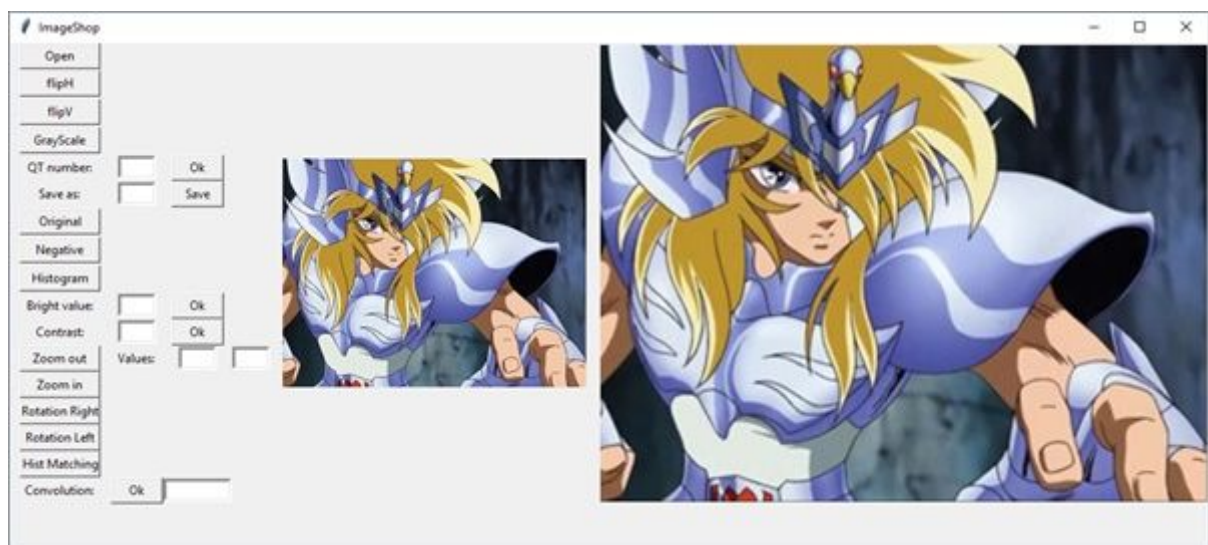 ImageShop
Open
flipH
flipV
GrayScale
QT number: Ok
Save as: Save
Original
Negative
Histogram
Bright value: Ok
Contrast: Ok
Zoom out Values:
Zoom in
Rotation Right
Rotation Left
Hist Matching
Convolution: Ok